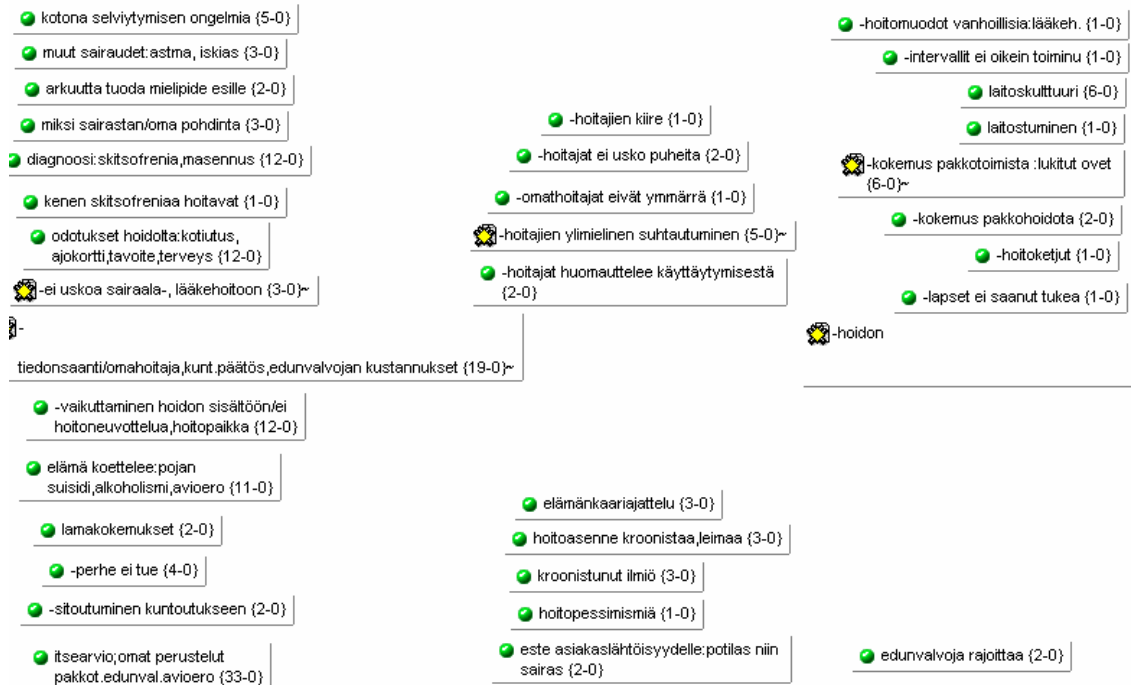 kotona selviytymisen ongelmia {5-0}
muut sairaudet:astma, iskias {3-0}
arkuutta tuoda mielipide esille {2-0}
miksi sairastan/oma pohdinta {3-0}
diagnoosi:skitsofrenia,masennus {12-0}
kenen skitsofreniaa hoitavat {1-0}
odotukset hoidolta:kotiutus,
ajokortti,tavoite,terveys {12-0}
-ei uskoa sairaala-, lääkehoitoon {3-0}~
-
tiedonsaanti/omahoitaja,kunt.päätös,edunvalvojan kustannukset {19-0}~
-vaikuttaminen hoidon sisältöön/ei
hoitoneuvottelua,hoitopaikka {12-0}
elämä koettelee:pojan
suisidi,alkoholismi,avioero {11-0}
lamakokemukset {2-0}
-perhe ei tue {4-0}
-sitoutuminen kuntoutukseen {2-0}
itsearvio;omat perustelut
pakkot.edunval.avioero {33-0}
-hoitajien kiire {1-0}
-hoitajat ei usko puheita {2-0}
-omathoitajat eivät ymmärrä {1-0}
-hoitajien ylimielinen suhtautuminen {5-0}~
-hoitajat huomauttelee käyttäytymisestä
{2-0}
elämänkaariajattelu {3-0}
hoitoasenne kroonistaa,leimaa {3-0}
kroonistunut ilmiö {3-0}
hoitopessimismiä {1-0}
este asiakaslähtöisyydelle:potilas niin
sairas {2-0}
-hoitomuodot vanhoillisia:lääkeh. {1-0}
-intervallit ei oikein toiminu {1-0}
laitoskulttuuri {6-0}
laitostuminen {1-0}
-kokemus pakkotoimista :lukitut ovet
{6-0}~
-kokemus pakkohoidota {2-0}
-hoitoketjut {1-0}
-lapset ei saanut tukea {1-0}
-hoidon
edunvalvoja rajoittaa {2-0}